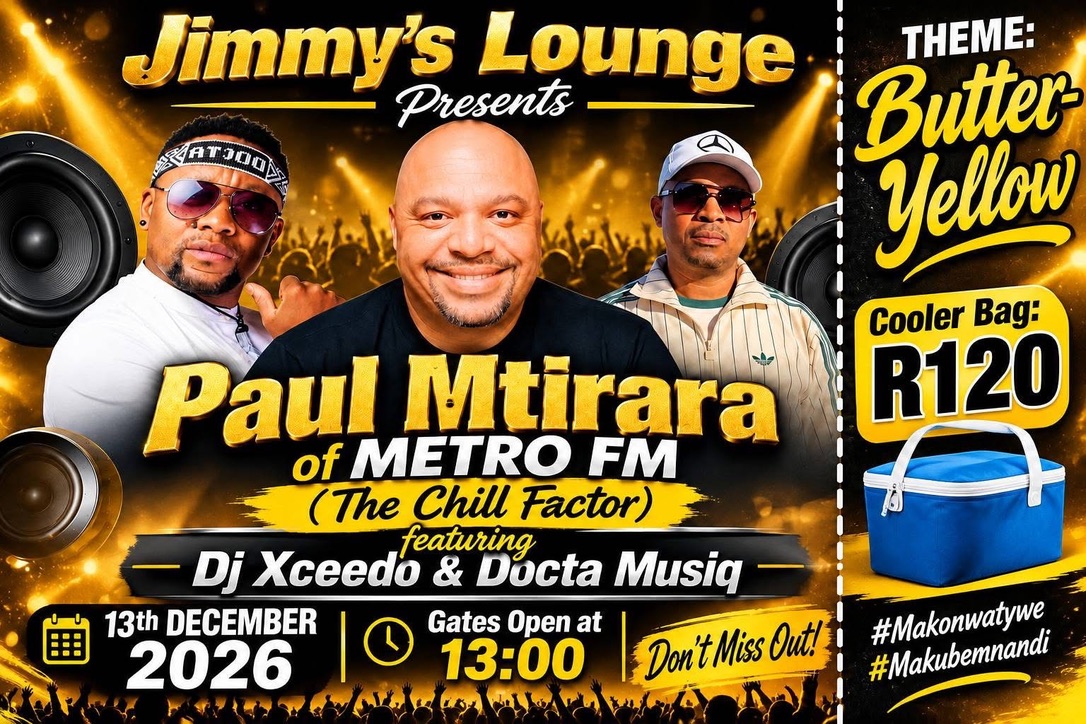 Jimmy's Lounge
Presents
Paul Mtirara
of METRO FM
(The Chill Factor)
featuring
Dj Xceedo & Docta Musiq
13th DECEMBER
2026
Gates Open at
13:00
Don't Miss Out!
THEME:
Butter-
Yellow
Cooler Bag:
R120
#Makonwatywe
#Makubemnandi